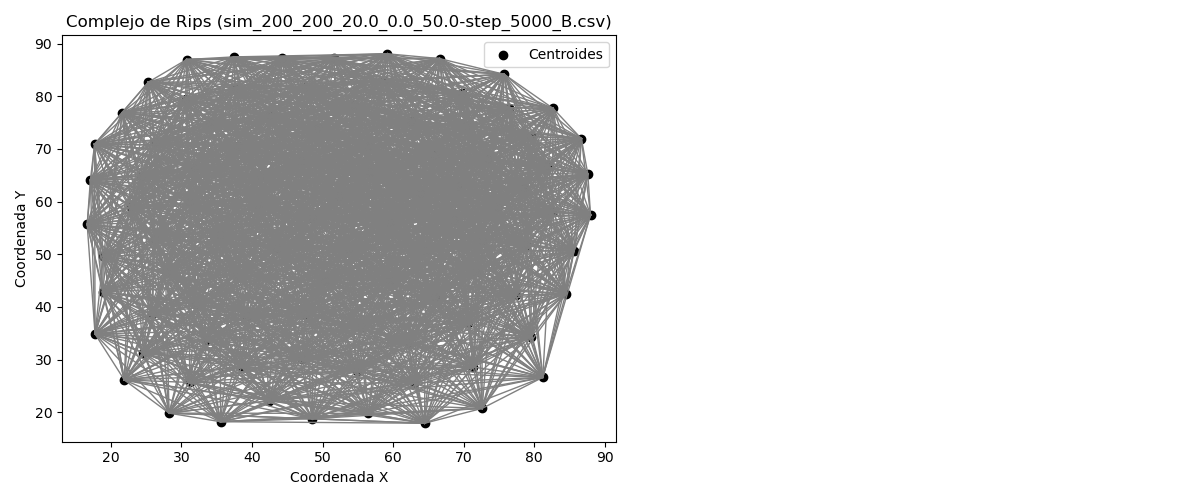 Complejo de Rips (sim_200_200_20.0_0.0_50.0-step_5000_B.csv)
Centroides
90
80
70
60
50
40
30
20
Coordenada Y
20 30 40 50 60 70 80 90
Coordenada X